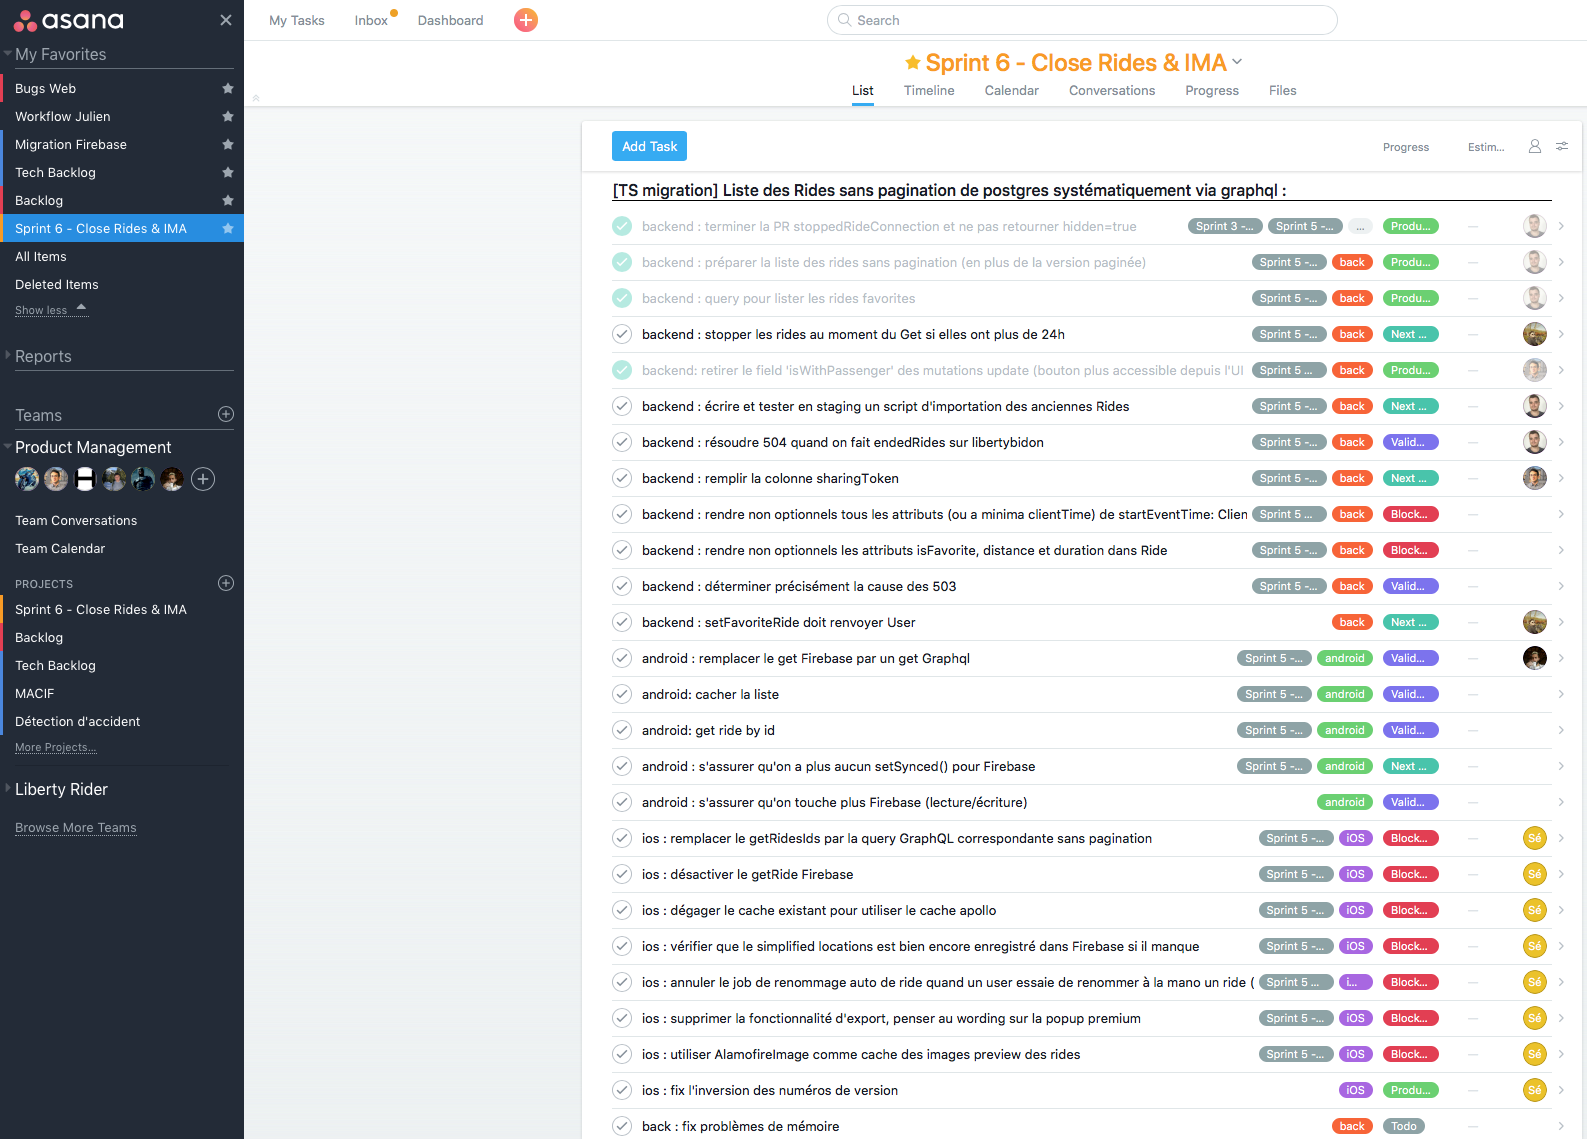 asana
My Favorites
Bugs Web
Workflow Julien
Migration Firebase
Tech Backlog
Backlog
Sprint 6 - Close Rides & IMA
All Items
Deleted Items
Show less
Reports
Teams
Product Management
Team Conversations
Team Calendar
PROJECTS
Sprint 6 - Close Rides & IMA
Backlog
Tech Backlog
MACIF
Détection d'accident
More Projects...
Liberty Rider
Browse More Teams
My Tasks Inbox Dashboard Search
Sprint 6 - Close Rides & IMA
List Timeline Calendar Conversations Progress Files
Add Task Progress Estim...
[TS migration] Liste des Rides sans pagination de postgres systématiquement via graphql :
backend : terminer la PR stoppedRideConnection et ne pas retourner hidden=true Sprint 3 -... Sprint 5 -... ... Produ...
backend : préparer la liste des rides sans pagination (en plus de la version paginée) Sprint 5 -... back Produ...
backend : query pour lister les rides favorites Sprint 5 -... back Produ...
backend : stopper les rides au moment du Get si elles ont plus de 24h Sprint 5 -... back Next ...
backend: retirer le field 'isWithPassenger' des mutations update (bouton plus accessible depuis l'UI Sprint 5 ... back Produ...
backend : écrire et tester en staging un script d'importation des anciennes Rides Sprint 5 -... back Next ...
backend : résoudre 504 quand on fait endedRides sur libertybidon Sprint 5 -... back Valid...
backend : remplir la colonne sharingToken Sprint 5 -... back Next ...
backend : rendre non optionnels tous les attributs (ou a minima clientTime) de startEventTime: Clien Sprint 5 ... back Block...
backend : rendre non optionnels les attributs isFavorite, distance et duration dans Ride Sprint 5 -... back Block...
backend : déterminer précisément la cause des 503 Sprint 5 -... back Valid...
backend : setFavoriteRide doit renvoyer User back Next ...
android : remplacer le get Firebase par un get Graphql Sprint 5 -... android Valid...
android: cacher la liste Sprint 5 -... android Valid...
android: get ride by id Sprint 5 -... android Valid...
android : s'assurer qu'on a plus aucun setSynced() pour Firebase Sprint 5 -... android Next ...
android : s'assurer qu'on touche plus Firebase (lecture/écriture) android Valid...
ios : remplacer le getRidesIds par la query GraphQL correspondante sans pagination Sprint 5 -... iOS Block... Sé
ios : désactiver le getRide Firebase Sprint 5 -... iOS Block... Sé
ios : dégager le cache existant pour utiliser le cache apollo Sprint 5 -... iOS Block... Sé
ios : vérifier que le simplified locations est bien encore enregistré dans Firebase si il manque Sprint 5 -... iOS Block... Sé
ios : annuler le job de renommage auto de ride quand un user essaie de renommer à la mano un ride ( Sprint 5 ... i... Block... Sé
ios : supprimer la fonctionnalité d'export, penser au wording sur la popup premium Sprint 5 -... iOS Block... Sé
ios : utiliser AlamofireImage comme cache des images preview des rides Sprint 5 -... iOS Block... Sé
ios : fix l'inversion des numéros de version iOS Produ... Sé
back : fix problèmes de mémoire back Todo